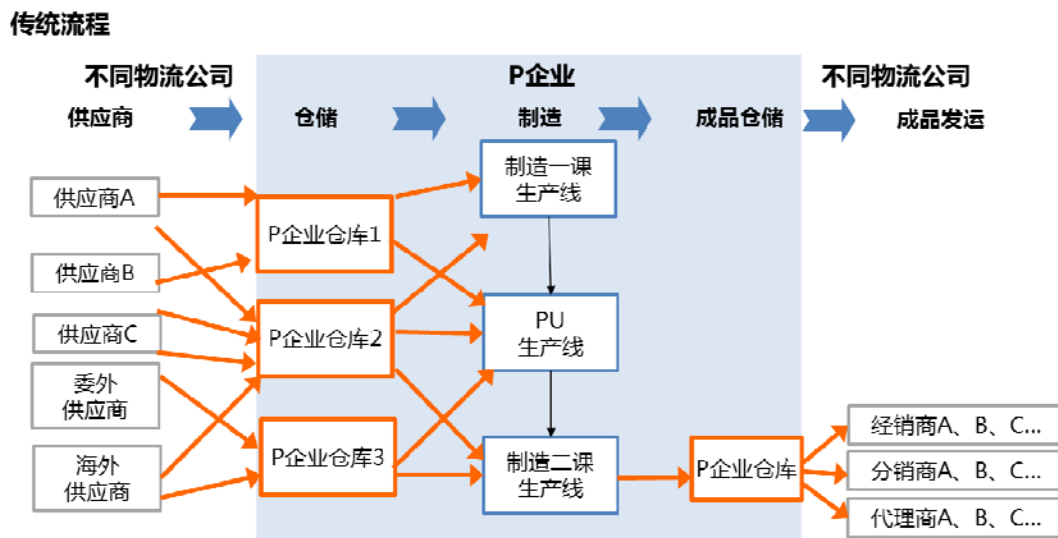 传统流程
不同物流公司
P企业
不同物流公司
供应商
仓储
制造
成品仓储
成品发运
供应商A
供应商B
供应商C
委外
供应商
海外
供应商
P企业仓库1
P企业仓库2
P企业仓库3
制造一课
生产线
PU
生产线
制造二课
生产线
P企业仓库
经销商A、B、C...
分销商A、B、C...
代理商A、B、C...